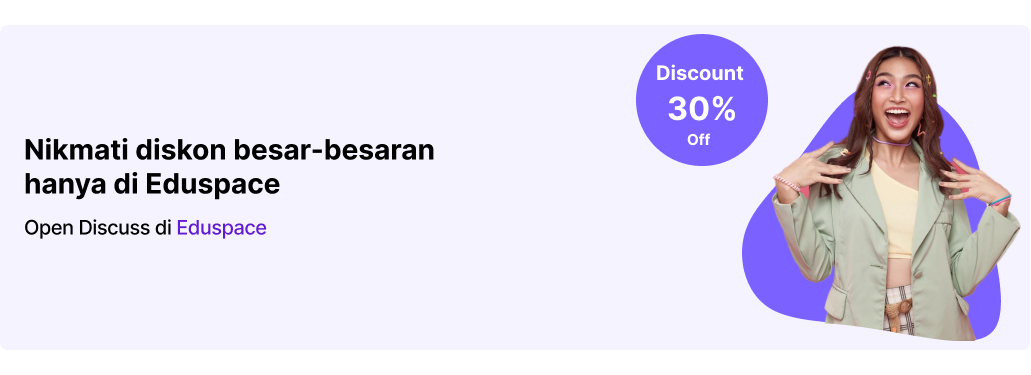 Nikmati diskon besar-besaran
hanya di Eduspace
Open Discuss di Eduspace
Discount
30%
Off